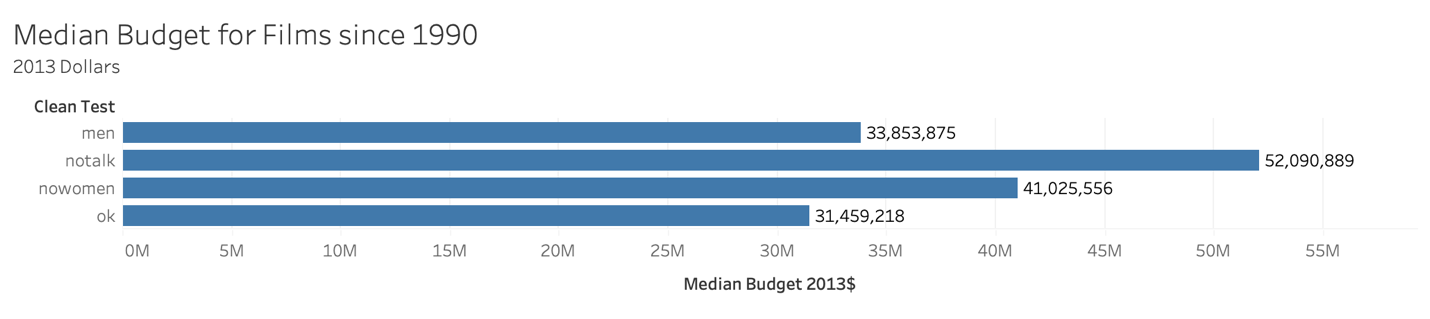 Median Budget for Films since 1990
2013 Dollars
Clean Test
men 33,853,875
notalk 52,090,889
nowomen 41,025,556
ok 31,459,218
0M 5M 10M 15M 20M 25M 30M 35M 40M 45M 50M 55M
Median Budget 2013$